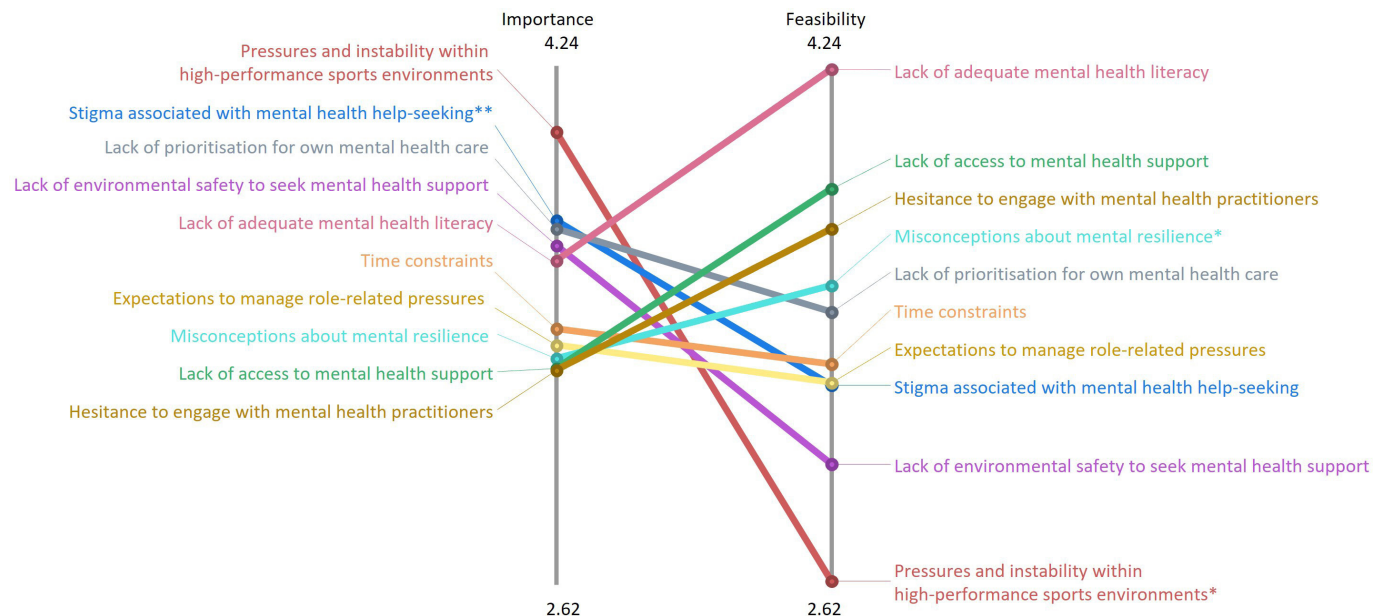 Importance
4.24
Feasibility
4.24
Pressures and instability within
high-performance sports environments
Stigma associated with mental health help-seeking**
Lack of prioritisation for own mental health care
Lack of environmental safety to seek mental health support
Lack of adequate mental health literacy
Time constraints
Expectations to manage role-related pressures
Misconceptions about mental resilience
Lack of access to mental health support
Hesitance to engage with mental health practitioners
2.62
Lack of adequate mental health literacy
Lack of access to mental health support
Hesitance to engage with mental health practitioners
Misconceptions about mental resilience*
Lack of prioritisation for own mental health care
Time constraints
Expectations to manage role-related pressures
Stigma associated with mental health help-seeking
Lack of environmental safety to seek mental health support
Pressures and instability within
high-performance sports environments*
2.62